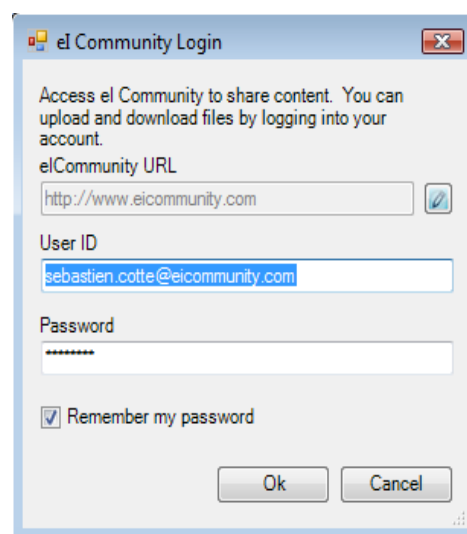 eI Community Login
Access eI Community to share content. You can
upload and download files by logging into your
account.
eICommunity URL
http://www.eicommunity.com
User ID
sebastien.cotte@eicommunity.com
Password
********
Remember my password
Ok
Cancel